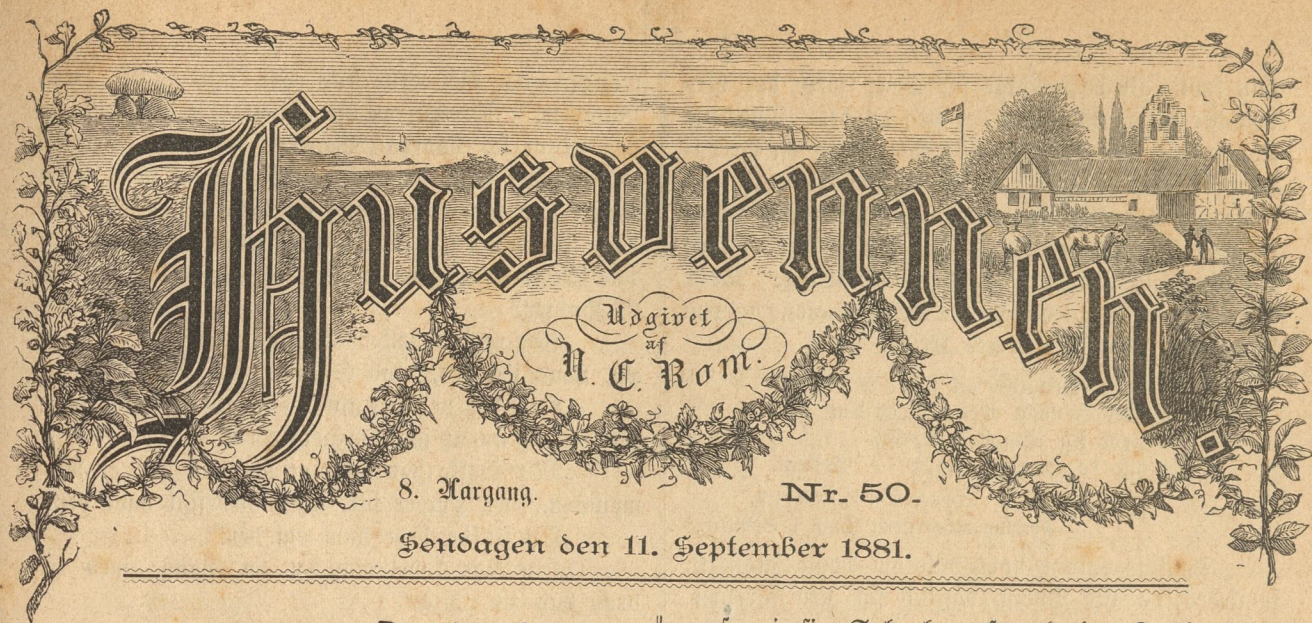 Husvennen.
Udgivet
af
N. C. Rom.
8. Aargang.
Nr. 50.
Søndagen den 11. September 1881.